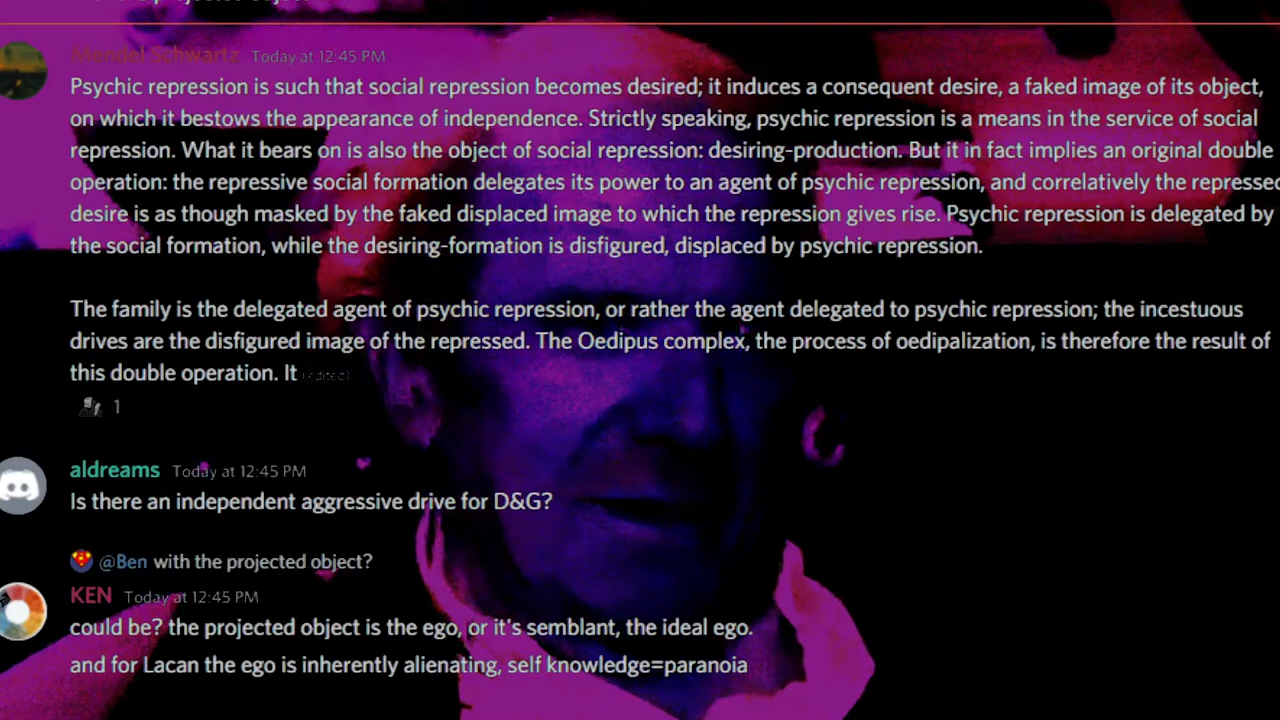 Mendel Schwartz Today at 12:45 PM
Psychic repression is such that social repression becomes desired; it induces a consequent desire, a faked image of its object,
on which it bestows the appearance of independence. Strictly speaking, psychic repression is a means in the service of social
repression. What it bears on is also the object of social repression: desiring-production. But it in fact implies an original double
operation: the repressive social formation delegates its power to an agent of psychic repression, and correlatively the repressed
desire is as though masked by the faked displaced image to which the repression gives rise. Psychic repression is delegated by
the social formation, while the desiring-formation is disfigured, displaced by psychic repression.
The family is the delegated agent of psychic repression, or rather the agent delegated to psychic repression; the incestuous
drives are the disfigured image of the repressed. The Oedipus complex, the process of oedipalization, is therefore the result of
this double operation. It (edited)
1
aldreams Today at 12:45 PM
Is there an independent aggressive drive for D&G?
@Ben with the projected object?
KEN Today at 12:45 PM
could be? the projected object is the ego, or it's semblant, the ideal ego.
and for Lacan the ego is inherently alienating, self knowledge=paranoia